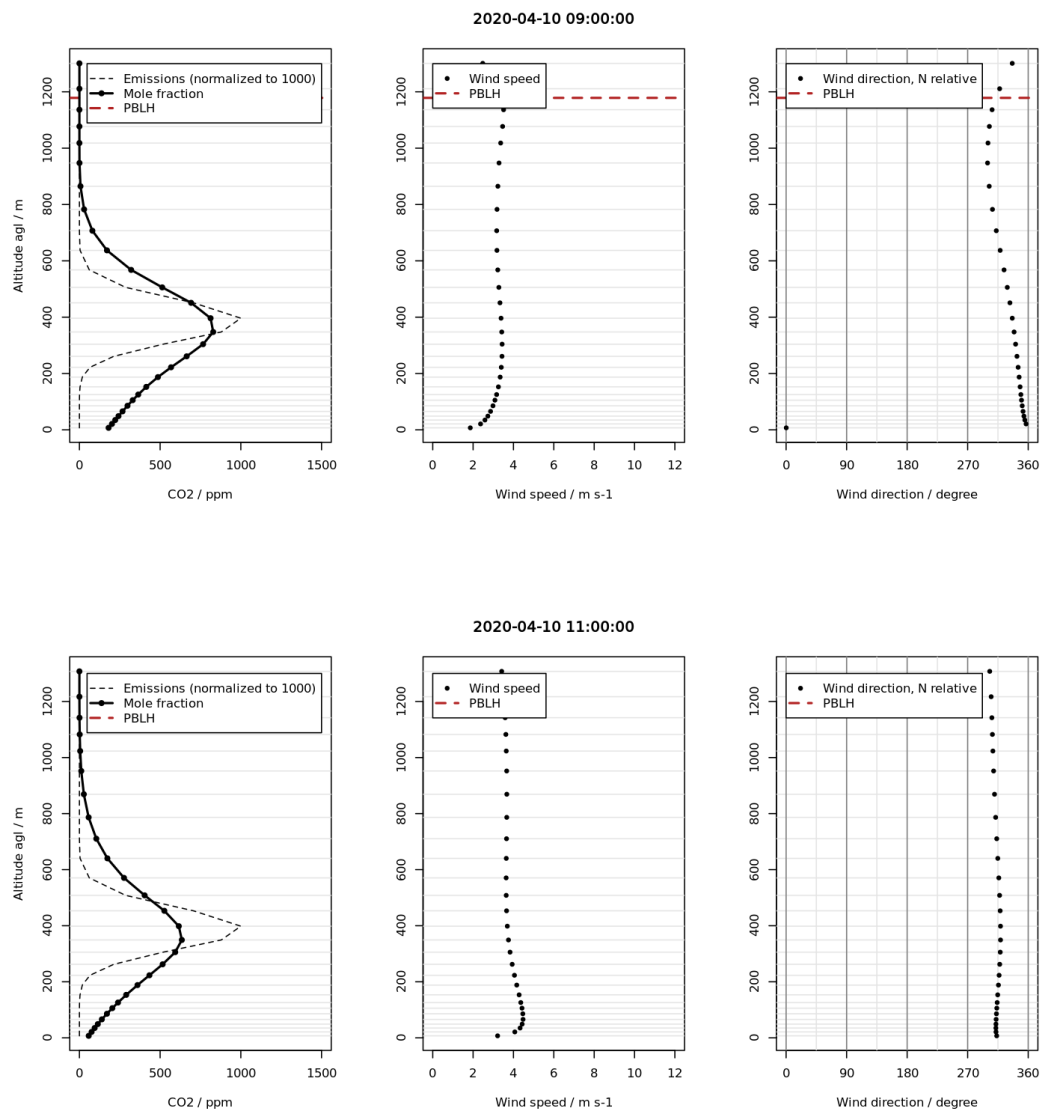 2020-04-10 09:00:00
Altitude agl / m
0 200 400 600 800 1000 1200
Emissions (normalized to 1000)
Mole fraction
PBLH
0 500 1000 1500
CO2 / ppm
Wind speed
PBLH
0 2 4 6 8 10 12
Wind speed / m s-1
Wind direction, N relative
PBLH
0 90 180 270 360
Wind direction / degree
2020-04-10 11:00:00
Altitude agl / m
0 200 400 600 800 1000 1200
Emissions (normalized to 1000)
Mole fraction
PBLH
0 500 1000 1500
CO2 / ppm
Wind speed
PBLH
0 2 4 6 8 10 12
Wind speed / m s-1
Wind direction, N relative
PBLH
0 90 180 270 360
Wind direction / degree